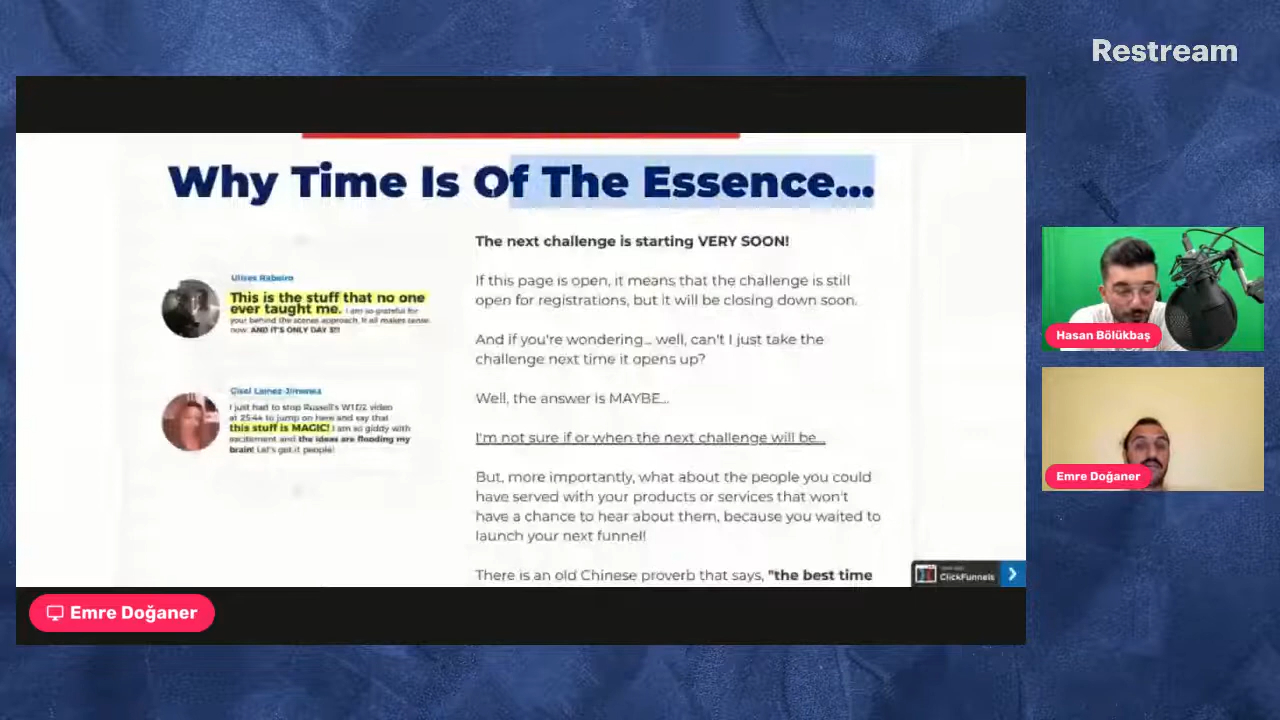 Restream
Why Time Is Of The Essence...
Ulises Rabeiro
This is the stuff that no one
ever taught me. I am so grateful for
your behind the scenes approach. It all makes sense
now. AND IT'S ONLY DAY 3!!!
Gisel Lainez-Jimenez
I just had to stop Russell's W1D2 video
at 25:44 to jump on here and say that
this stuff is MAGIC! I am so giddy with
excitement and the ideas are flooding my
brain! Let's get it people!
The next challenge is starting VERY SOON!
If this page is open, it means that the challenge is still
open for registrations, but it will be closing down soon.
And if you're wondering... well, can't I just take the
challenge next time it opens up?
Well, the answer is MAYBE...
I'm not sure if or when the next challenge will be...
But, more importantly, what about the people you could
have served with your products or services that won't
have a chance to hear about them, because you waited to
launch your next funnel!
There is an old Chinese proverb that says, "the best time
ClickFunnels
Emre Doğaner
Hasan Bölükbaş
Emre Doğaner